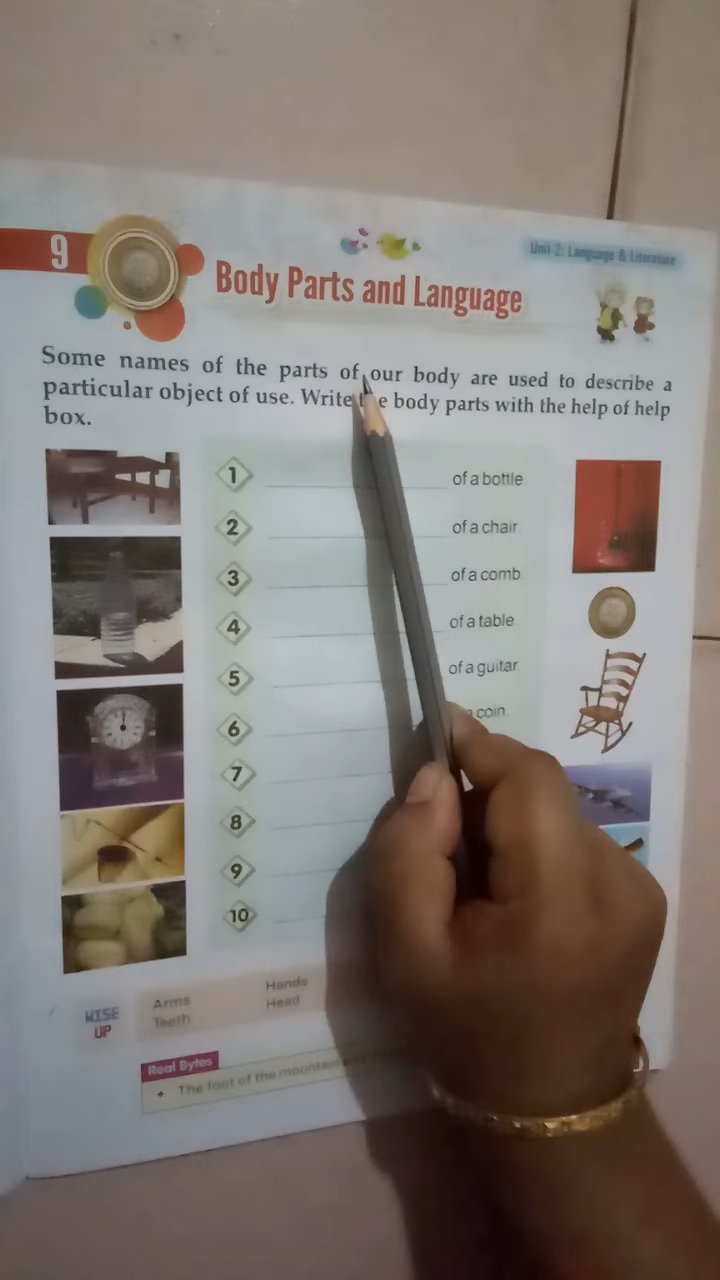 9
Unit 2: Language & Literature
Body Parts and Language
Some names of the parts of our body are used to describe a
particular object of use. Write the body parts with the help of help
box.
1 of a bottle.
2 of a chair.
3 of a comb
4 of a table
5 of a guitar.
6 coin.
7
8
9
10
WISE UP
Arms Hands
Teeth Head
Real Bytes
The foot of the mountain